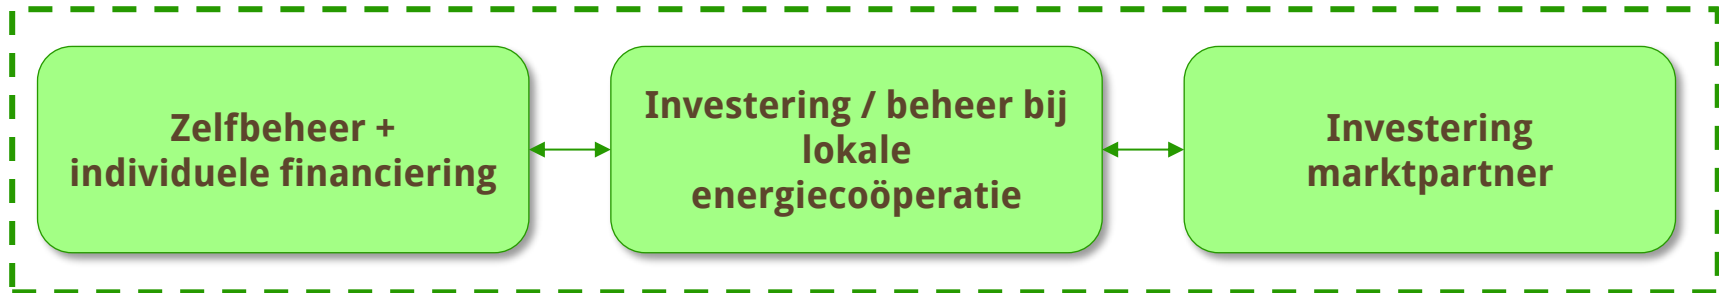 Zelfbeheer +
individuele financiering
Investering / beheer bij
lokale
energiecoöperatie
Investering
marktpartner